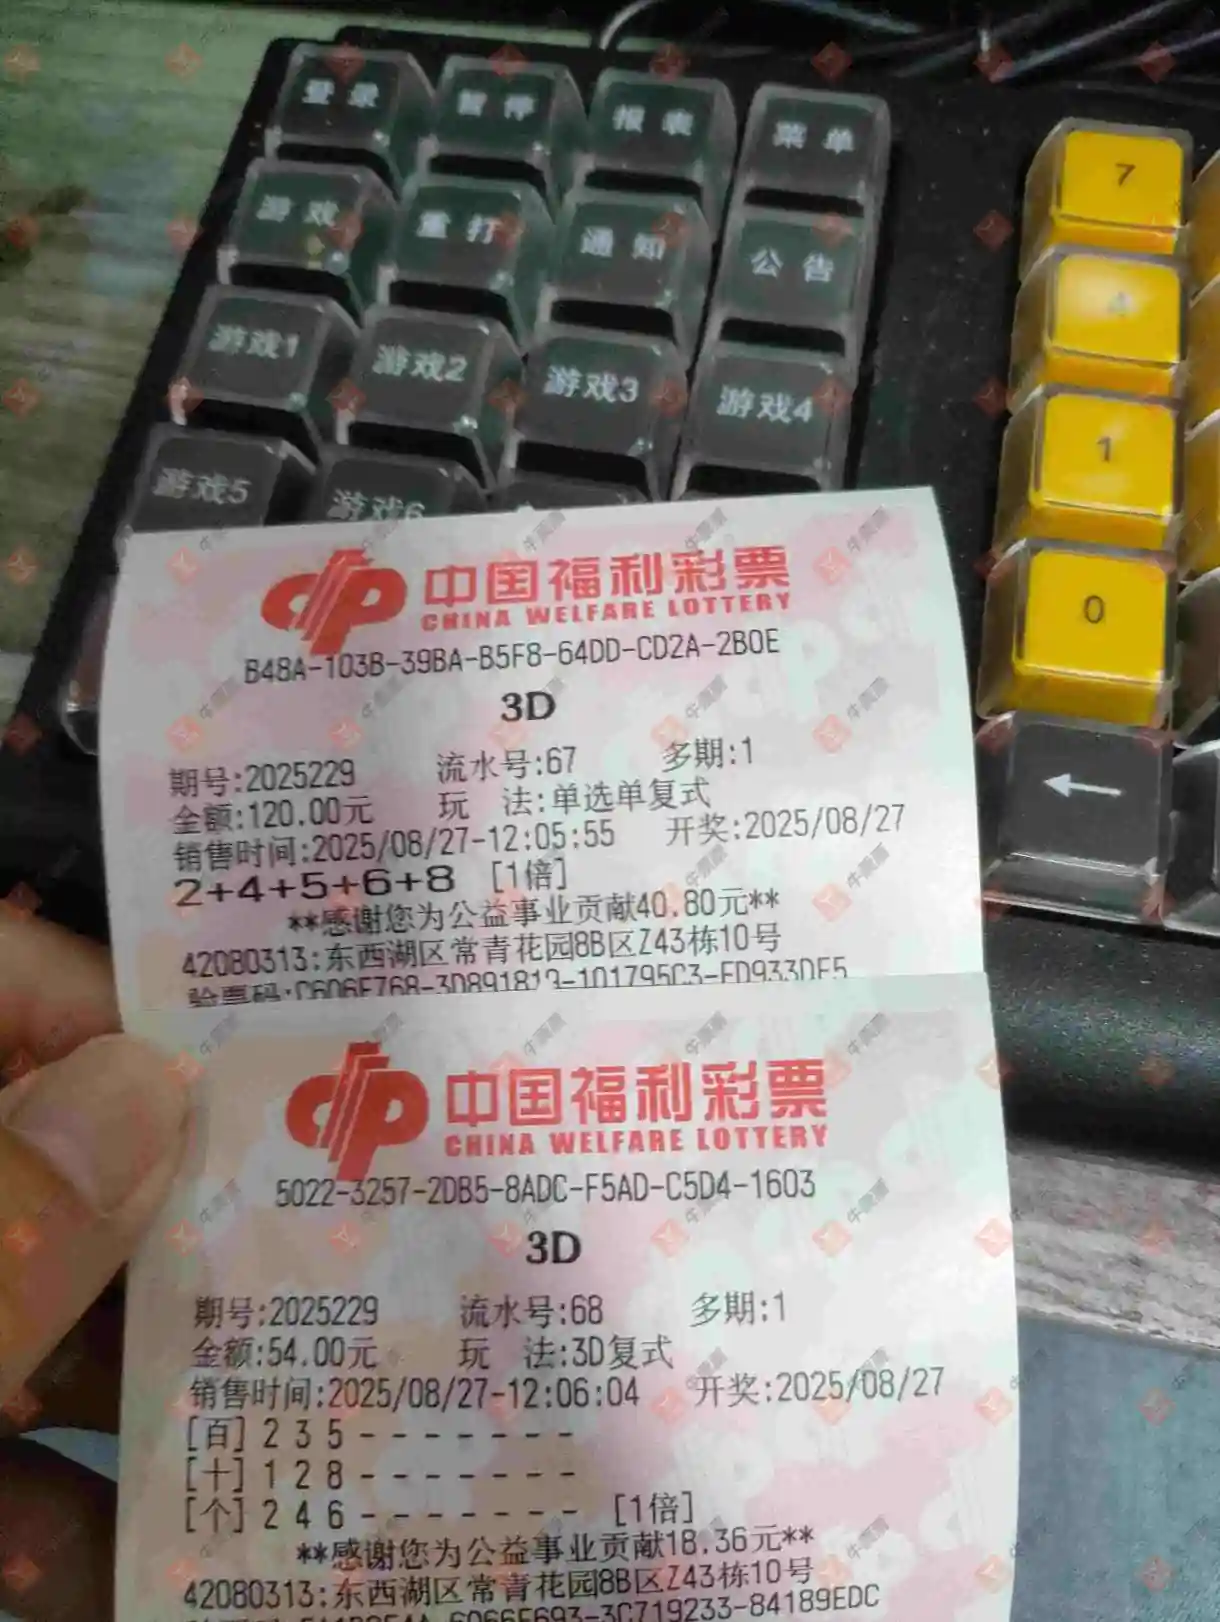 登录 暂停 报表 菜单
游戏 重打 通知 公告
游戏1 游戏2 游戏3 游戏4
游戏5 游戏6
7
4
1
0
←
中国福利彩票
CHINA WELFARE LOTTERY
B48A-103B-39BA-B5F8-64DD-CD2A-2B0E
3D
期号:2025229 流水号:67 多期:1
金额:120.00元 玩 法:单选单复式
销售时间:2025/08/27-12:05:55 开奖:2025/08/27
2+4+5+6+8 [1倍]
**感谢您为公益事业贡献40.80元**
42080313:东西湖区常青花园8B区Z43栋10号
验票码:
中国福利彩票
CHINA WELFARE LOTTERY
5022-3257-2DB5-8ADC-F5AD-C5D4-1603
3D
期号:2025229 流水号:68 多期:1
金额:54.00元 玩 法:3D复式
销售时间:2025/08/27-12:06:04 开奖:2025/08/27
[百] 2 3 5 - - - - - - -
[十] 1 2 8 - - - - - - -
[个] 2 4 6 - - - - - - - [1倍]
**感谢您为公益事业贡献18.36元**
42080313:东西湖区常青花园8B区Z43栋10号